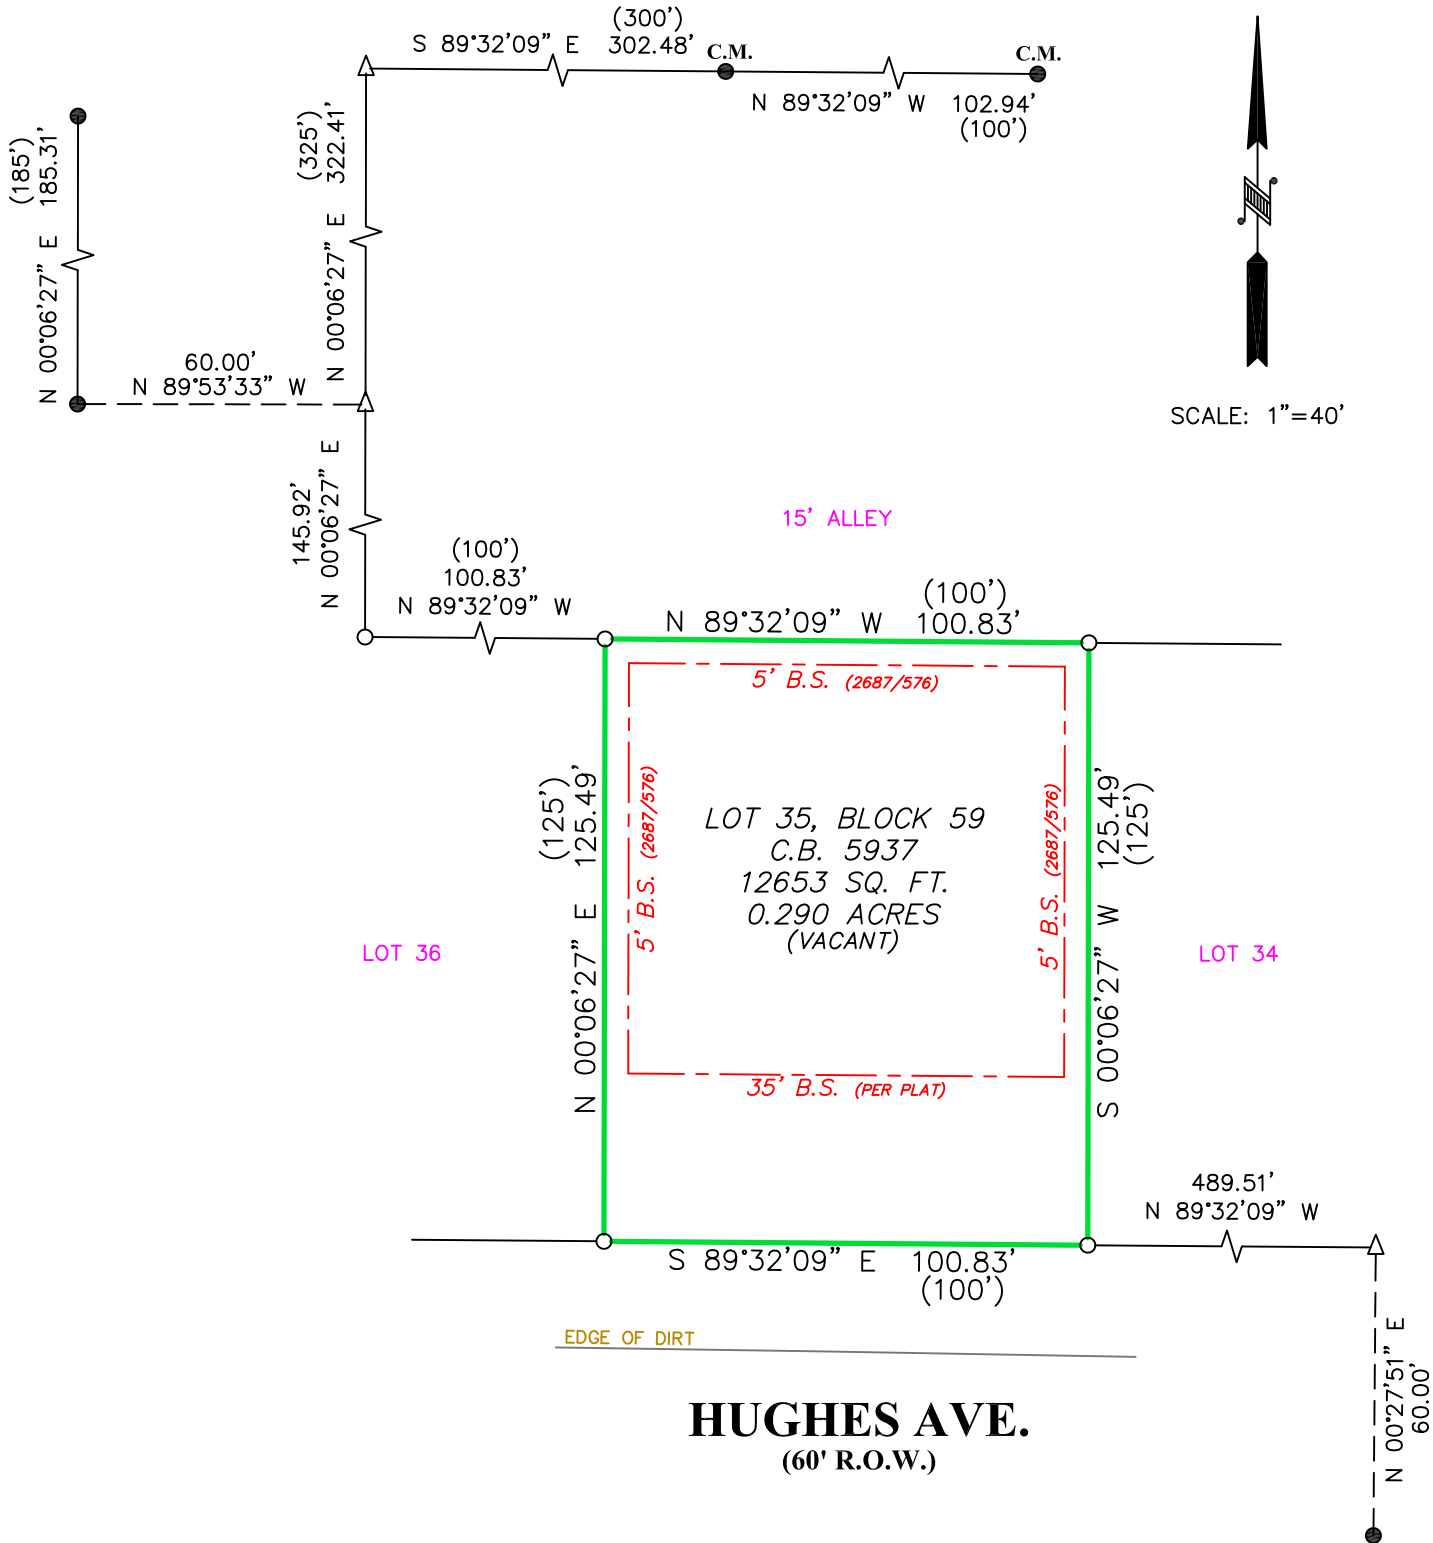 (300')
S 89°32'09" E 302.48'
C.M.
C.M.
N 89°32'09" W 102.94'
(100')
(185')
185.31'
N 00°06'27" E
(325')
322.41'
N 00°06'27" E
60.00'
N 89°53'33" W
SCALE: 1"=40'
145.92'
N 00°06'27" E
15' ALLEY
(100')
100.83'
N 89°32'09" W
(100')
N 89°32'09" W 100.83'
5' B.S. (2687/576)
(125')
125.49'
N 00°06'27" E
5' B.S. (2687/576)
LOT 35, BLOCK 59
C.B. 5937
12653 SQ. FT.
0.290 ACRES
(VACANT)
5' B.S. (2687/576)
S 00°06'27" W 125.49'
(125')
LOT 36
LOT 34
35' B.S. (PER PLAT)
489.51'
N 89°32'09" W
S 89°32'09" E 100.83'
(100')
EDGE OF DIRT
N 00°27'51" E
60.00'
HUGHES AVE.
(60' R.O.W.)